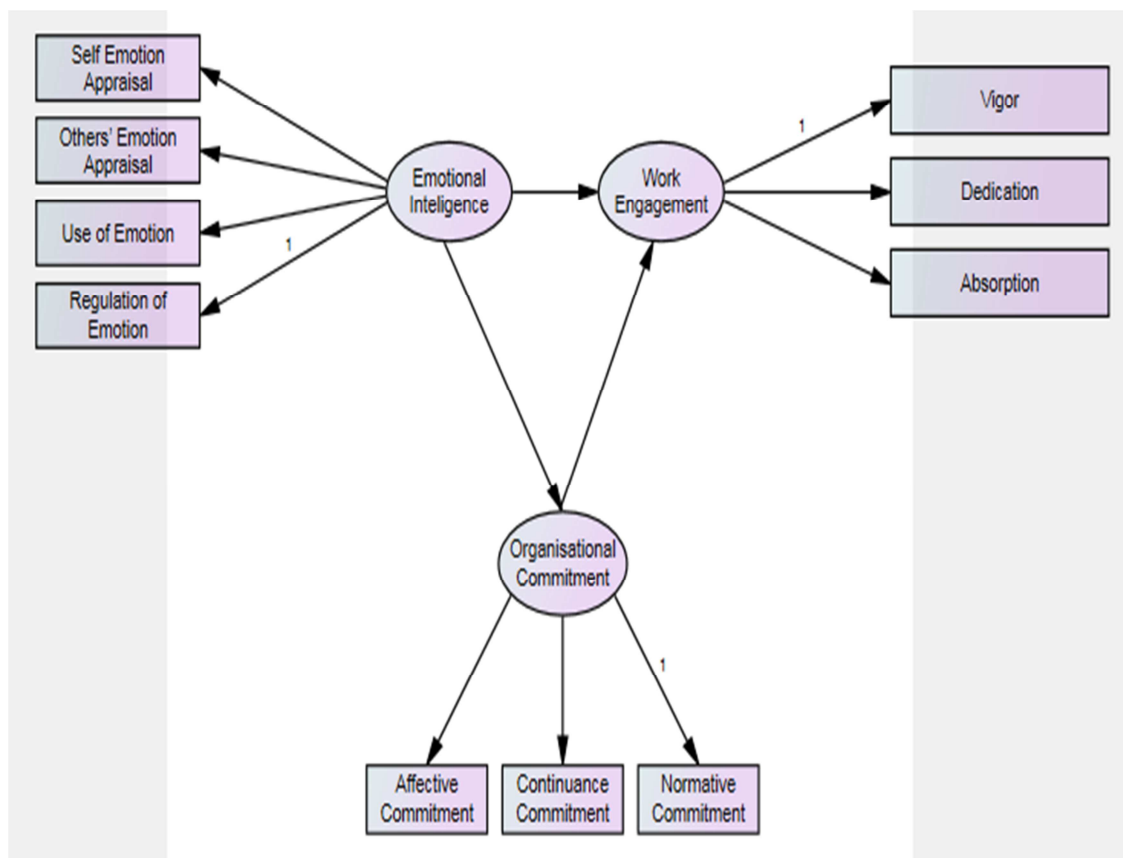 Self Emotion
Appraisal
Others' Emotion
Appraisal
Use of Emotion
1
Regulation of
Emotion
Emotional
Inteligence
Work
Engagement
1
Vigor
Dedication
Absorption
Organisational
Commitment
1
Affective
Commitment
Continuance
Commitment
Normative
Commitment